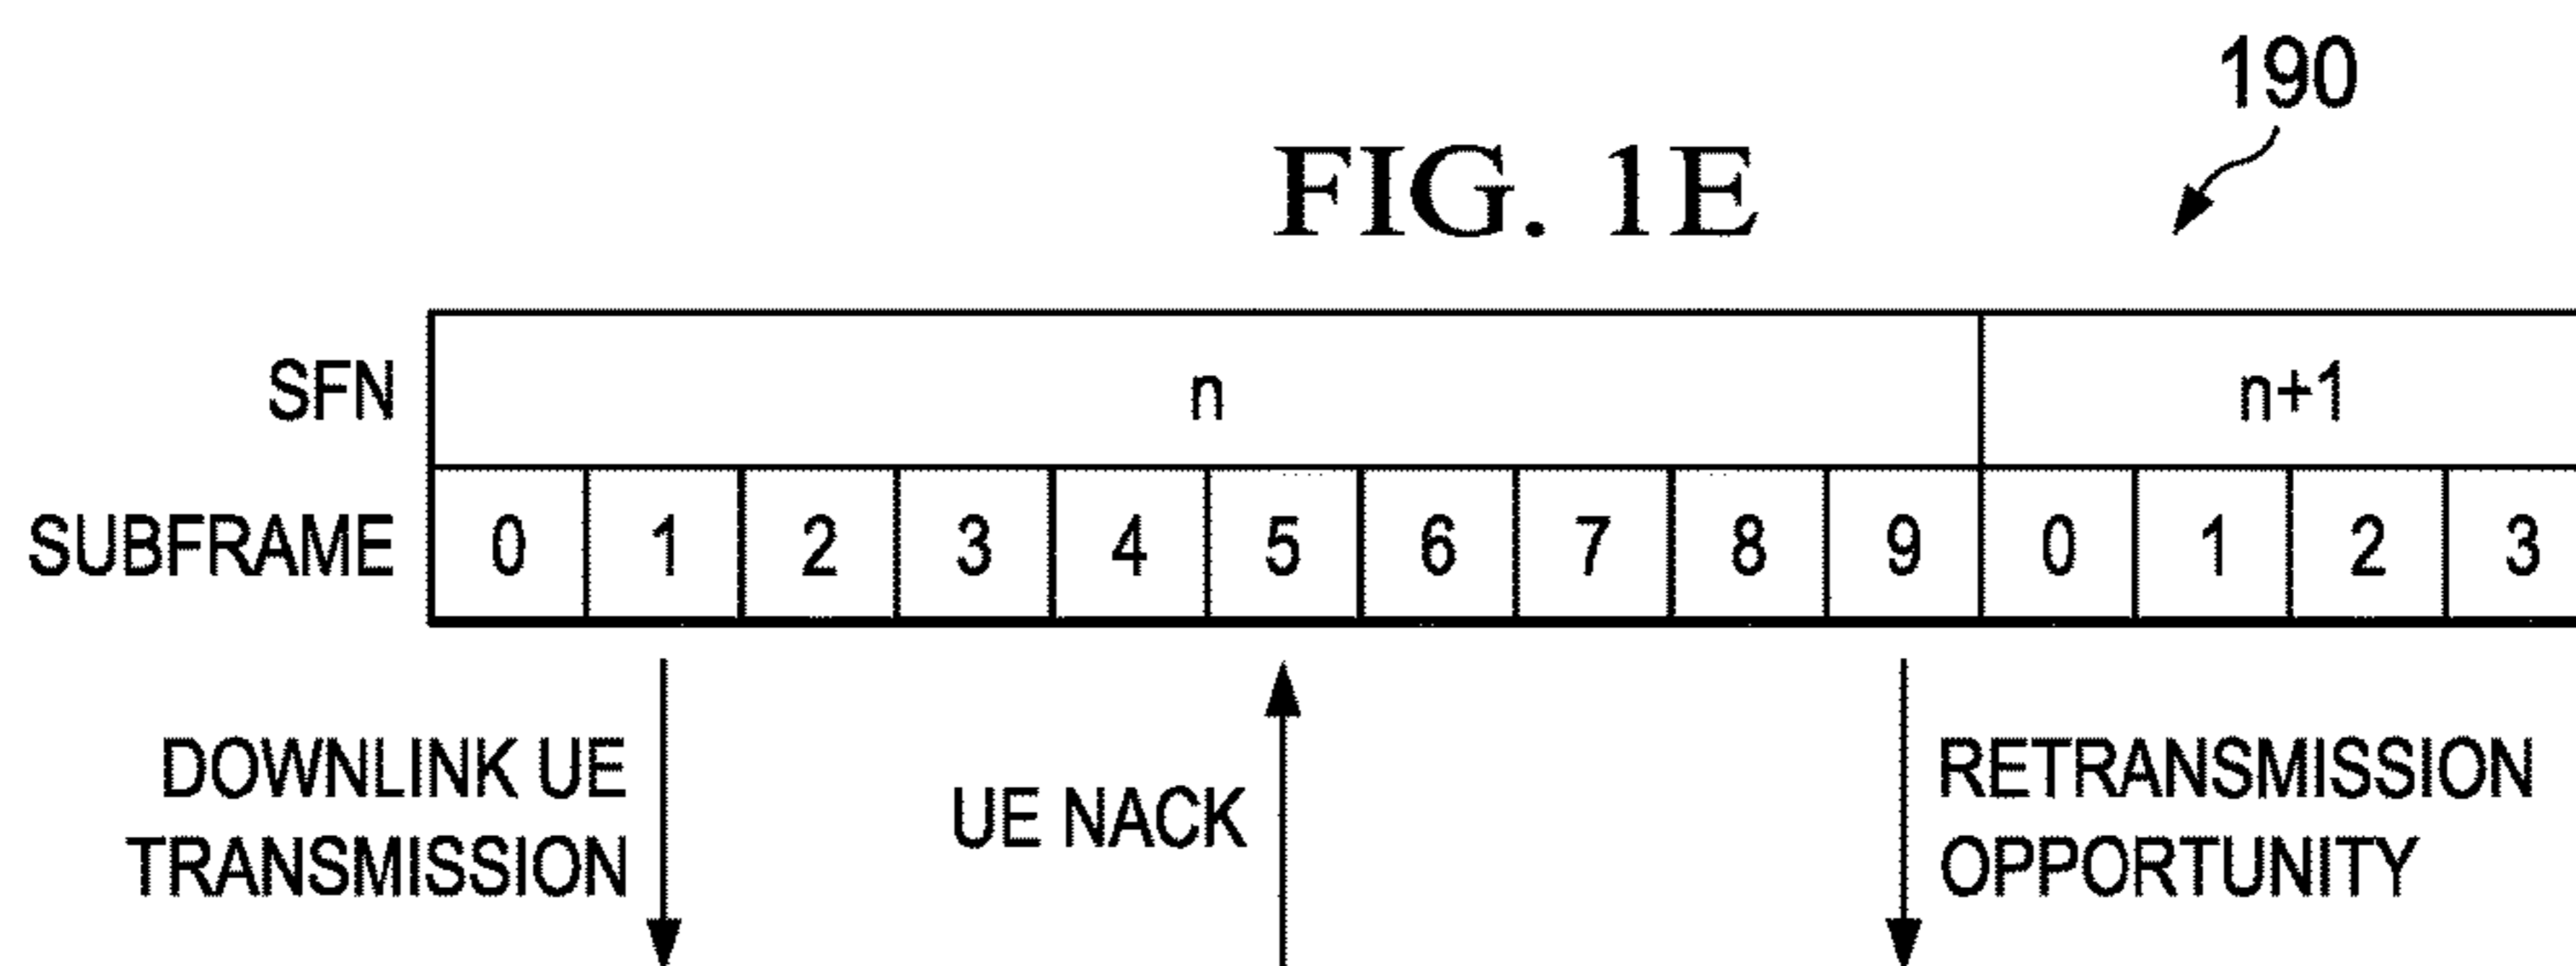 190
FIG. 1E
SFN n n+1
SUBFRAME 0 1 2 3 4 5 6 7 8 9 0 1 2 3
DOWNLINK UE
TRANSMISSION
UE NACK
RETRANSMISSION
OPPORTUNITY